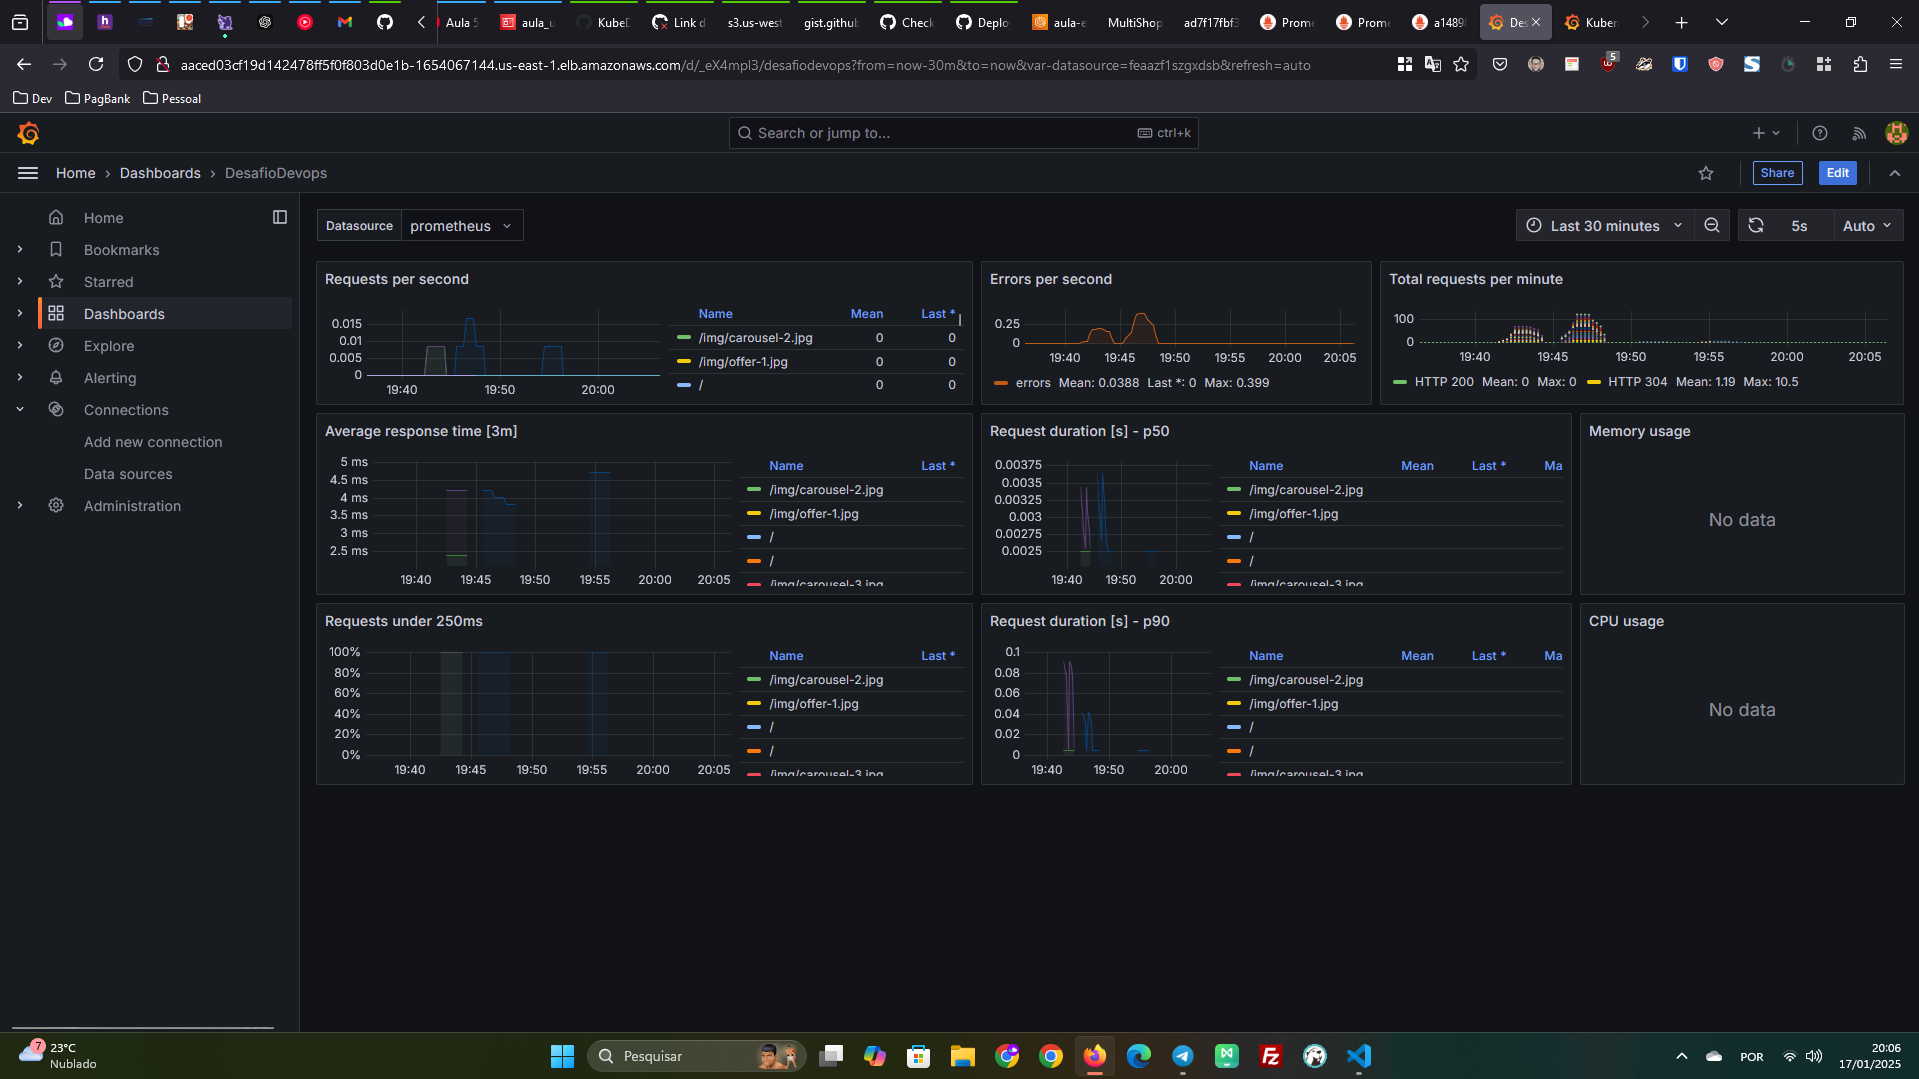 Aula 5
aula_u
KubeD
Link d
s3.us-west
gist.github
Check
Deploy
aula-e
MultiShop
ad7f17fbf3
Prome
Prome
a1489
Des
Kuber
aaced03cf19d142478ff5f0f803d0e1b-1654067144.us-east-1.elb.amazonaws.com/d/_eX4mpl3/desafiodevops?from=now-30m&to=now&var-datasource=feaazf1szgxdsb&refresh=auto
5
Dev PagBank Pessoal
Search or jump to... ctrl+k
Home › Dashboards › DesafioDevops
Share Edit
Home
Bookmarks
Starred
Dashboards
Explore
Alerting
Connections
Add new connection
Data sources
Administration
Datasource prometheus
Last 30 minutes 5s Auto
Requests per second
0.015
0.01
0.005
0
19:40 19:50 20:00
Name Mean Last *
/img/carousel-2.jpg 0 0
/img/offer-1.jpg 0 0
/ 0 0
Errors per second
0.25
0
19:40 19:45 19:50 19:55 20:00 20:05
errors Mean: 0.0388 Last *: 0 Max: 0.399
Total requests per minute
100
0
19:40 19:45 19:50 19:55 20:00 20:05
HTTP 200 Mean: 0 Max: 0 HTTP 304 Mean: 1.19 Max: 10.5
Average response time [3m]
5 ms
4.5 ms
4 ms
3.5 ms
3 ms
2.5 ms
19:40 19:45 19:50 19:55 20:00 20:05
Name Last *
/img/carousel-2.jpg
/img/offer-1.jpg
/
/
/img/carousel-3.jpg
Request duration [s] - p50
0.00375
0.0035
0.00325
0.003
0.00275
0.0025
19:40 19:50 20:00
Name Mean Last * Ma
/img/carousel-2.jpg
/img/offer-1.jpg
/
/
/img/carousel-3.jpg
Memory usage
No data
Requests under 250ms
100%
80%
60%
40%
20%
0%
19:40 19:45 19:50 19:55 20:00 20:05
Name Last *
/img/carousel-2.jpg
/img/offer-1.jpg
/
/
/img/carousel-3.jpg
Request duration [s] - p90
0.1
0.08
0.06
0.04
0.02
0
19:40 19:50 20:00
Name Mean Last * Ma
/img/carousel-2.jpg
/img/offer-1.jpg
/
/
/img/carousel-3.jpg
CPU usage
No data
7
23°C
Nublado
Pesquisar
POR
20:06
17/01/2025